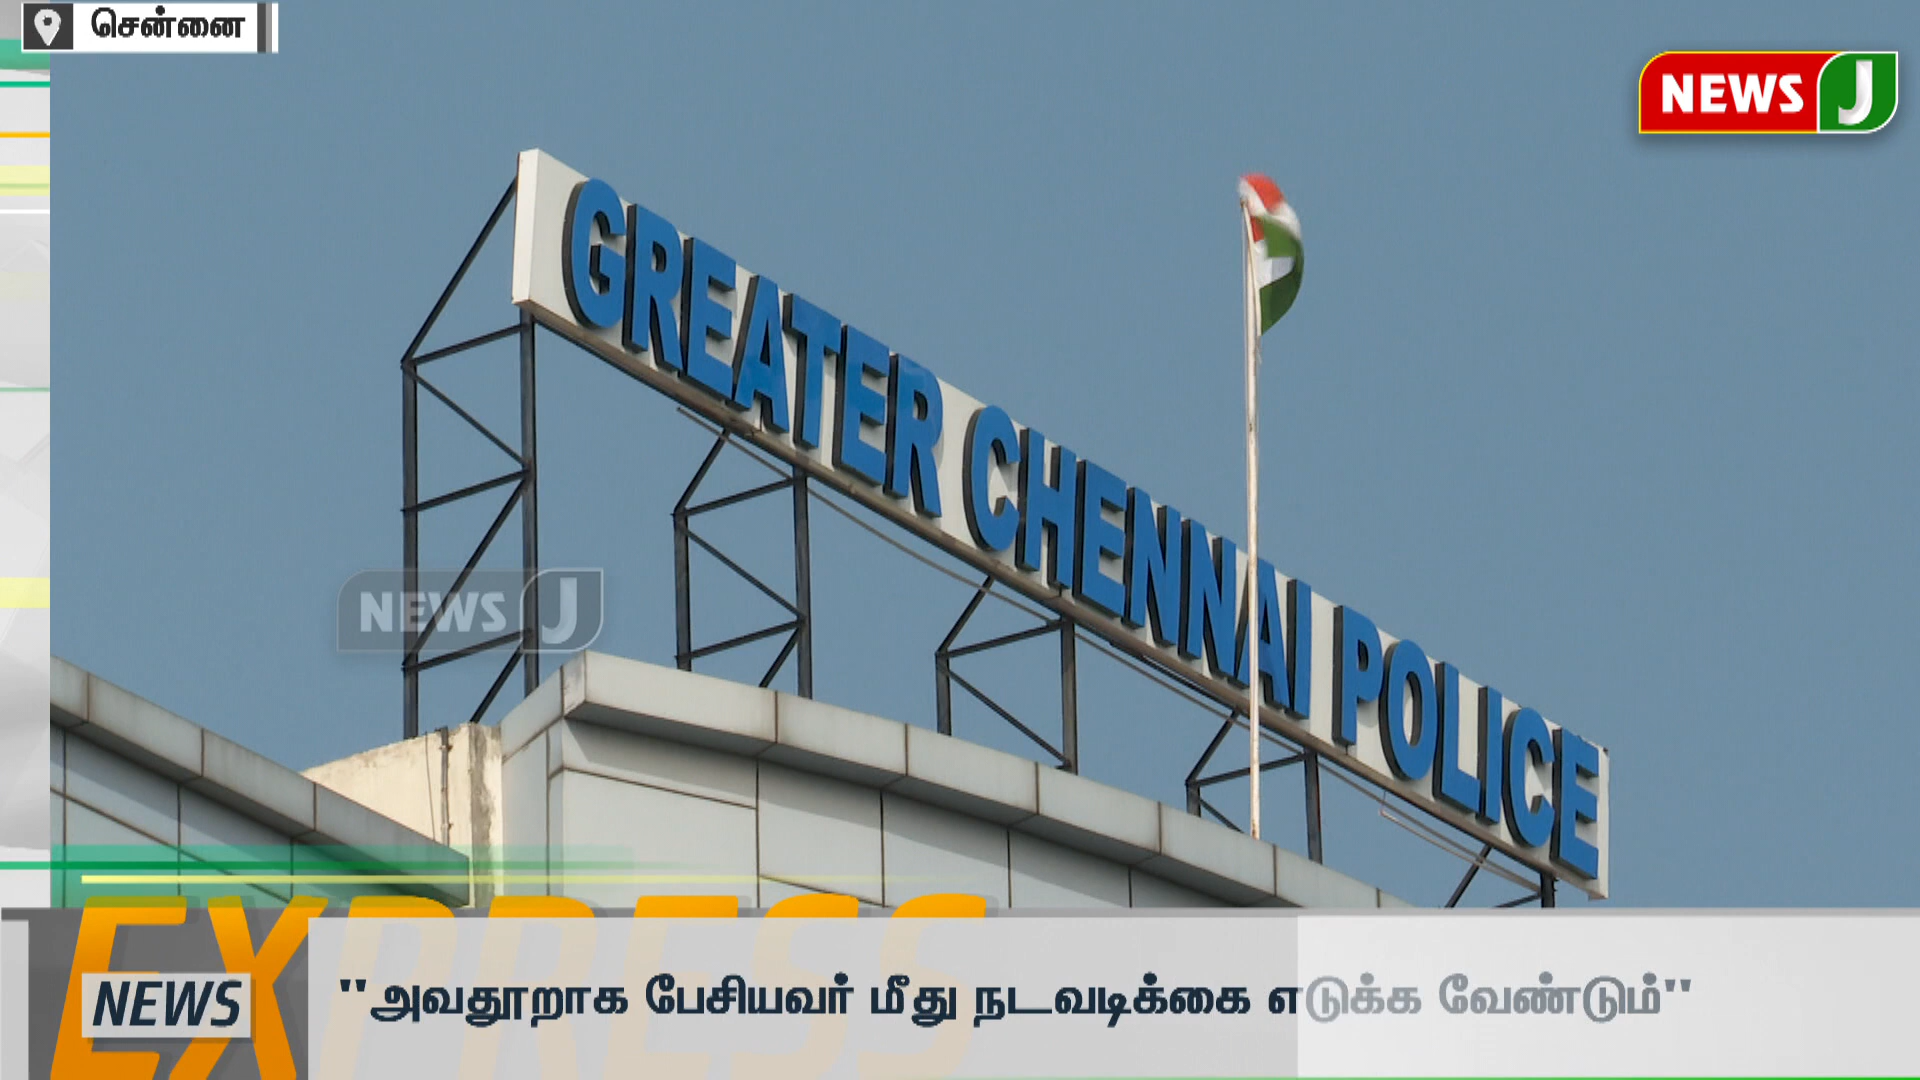 சென்னை
NEWS J
GREATER CHENNAI POLICE
NEWS J
EXPRESS
NEWS
"அவதூறாக பேசியவர் மீது நடவடிக்கை எடுக்க வேண்டும்"